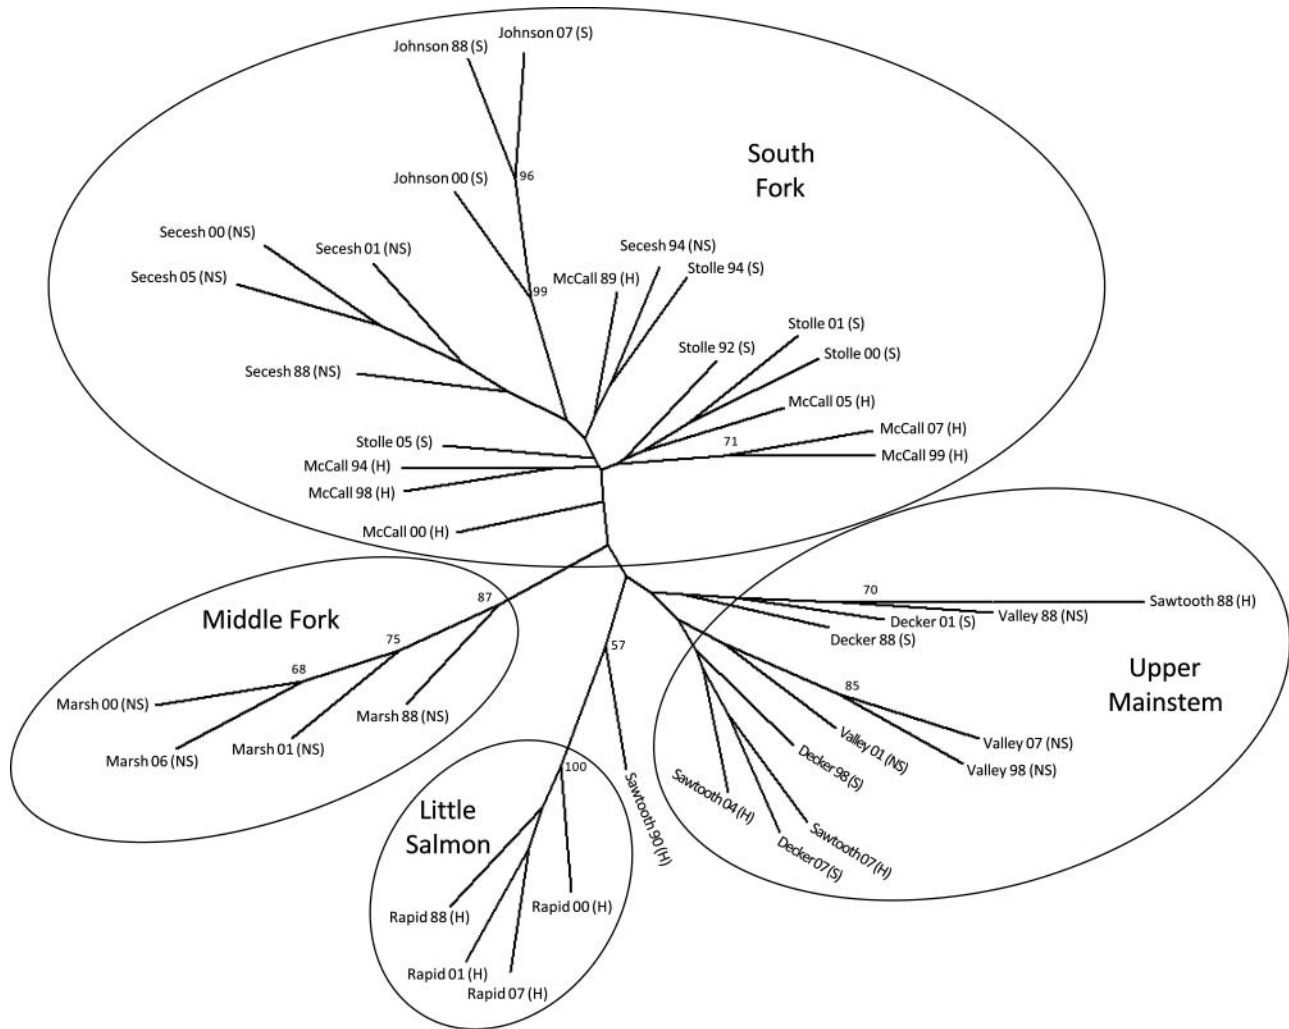 Johnson 07 (S)
Johnson 88 (S)
South
Fork
96
Johnson 00 (S)
Secesh 00 (NS)
Secesh 01 (NS)
Secesh 94 (NS)
Stolle 94 (S)
Secesh 05 (NS)
McCall 89 (H)
99
Stolle 01 (S)
Stolle 92 (S)
Stolle 00 (S)
Secesh 88 (NS)
McCall 05 (H)
McCall 07 (H)
Stolle 05 (S)
71
McCall 99 (H)
McCall 94 (H)
McCall 98 (H)
McCall 00 (H)
87
70
Sawtooth 88 (H)
Middle Fork
Valley 88 (NS)
Decker 01 (S)
Decker 88 (S)
75
57
68
Upper
Mainstem
85
Marsh 00 (NS)
Marsh 88 (NS)
Marsh 01 (NS)
Marsh 06 (NS)
Valley 01 (NS)
Valley 07 (NS)
Valley 98 (NS)
Decker 98 (S)
100
Sawtooth 04 (H)
Sawtooth 90 (H)
Little
Salmon
Sawtooth 07 (H)
Decker 07 (S)
Rapid 00 (H)
Rapid 88 (H)
Rapid 01 (H)
Rapid 07 (H)